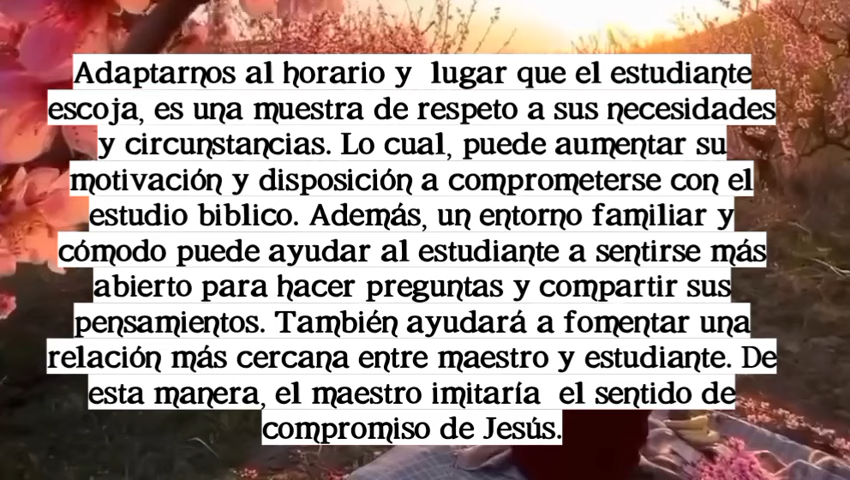 Adaptarnos al horario y  lugar que el estudiante
escoja, es una muestra de respeto a sus necesidades
y circunstancias. Lo cual, puede aumentar su
motivación y disposición a comprometerse con el
estudio biblico. Además, un entorno familiar y
cómodo puede ayudar al estudiante a sentirse más
abierto para hacer preguntas y compartir sus
pensamientos. También ayudará a fomentar una
relación más cercana entre maestro y estudiante. De
esta manera, el maestro imitaría  el sentido de
compromiso de Jesús.